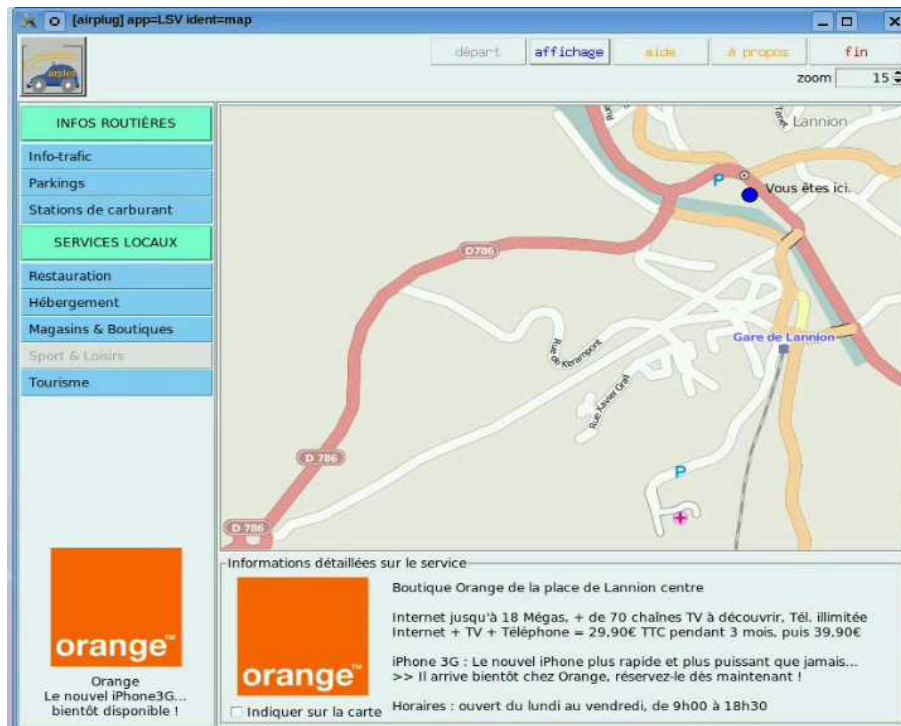 [airplug] app=LSV ident=map
airplug
départ affichage aide à propos fin
zoom 15
INFOS ROUTIÈRES
Info-trafic
Parkings
Stations de carburant
SERVICES LOCAUX
Restauration
Hébergement
Magasins & Boutiques
Sport & Loisirs
Tourisme
Lannion
P
Vous êtes ici.
D786
Gare de Lannion
Rue de Kerampont
Rue Xavier Grall
D 786
P
D 786
orange™
Orange
Le nouvel iPhone3G...
bientôt disponible !
Informations détaillées sur le service
orange™
Indiquer sur la carte
Boutique Orange de la place de Lannion centre
Internet jusqu'à 18 Mégas, + de 70 chaînes TV à découvrir, Tél. illimitée
Internet + TV + Téléphone = 29,90€ TTC pendant 3 mois, puis 39,90€
iPhone 3G : Le nouvel iPhone plus rapide et plus puissant que jamais...
>> Il arrive bientôt chez Orange, réservez-le dès maintenant !
Horaires : ouvert du lundi au vendredi, de 9h00 à 18h30